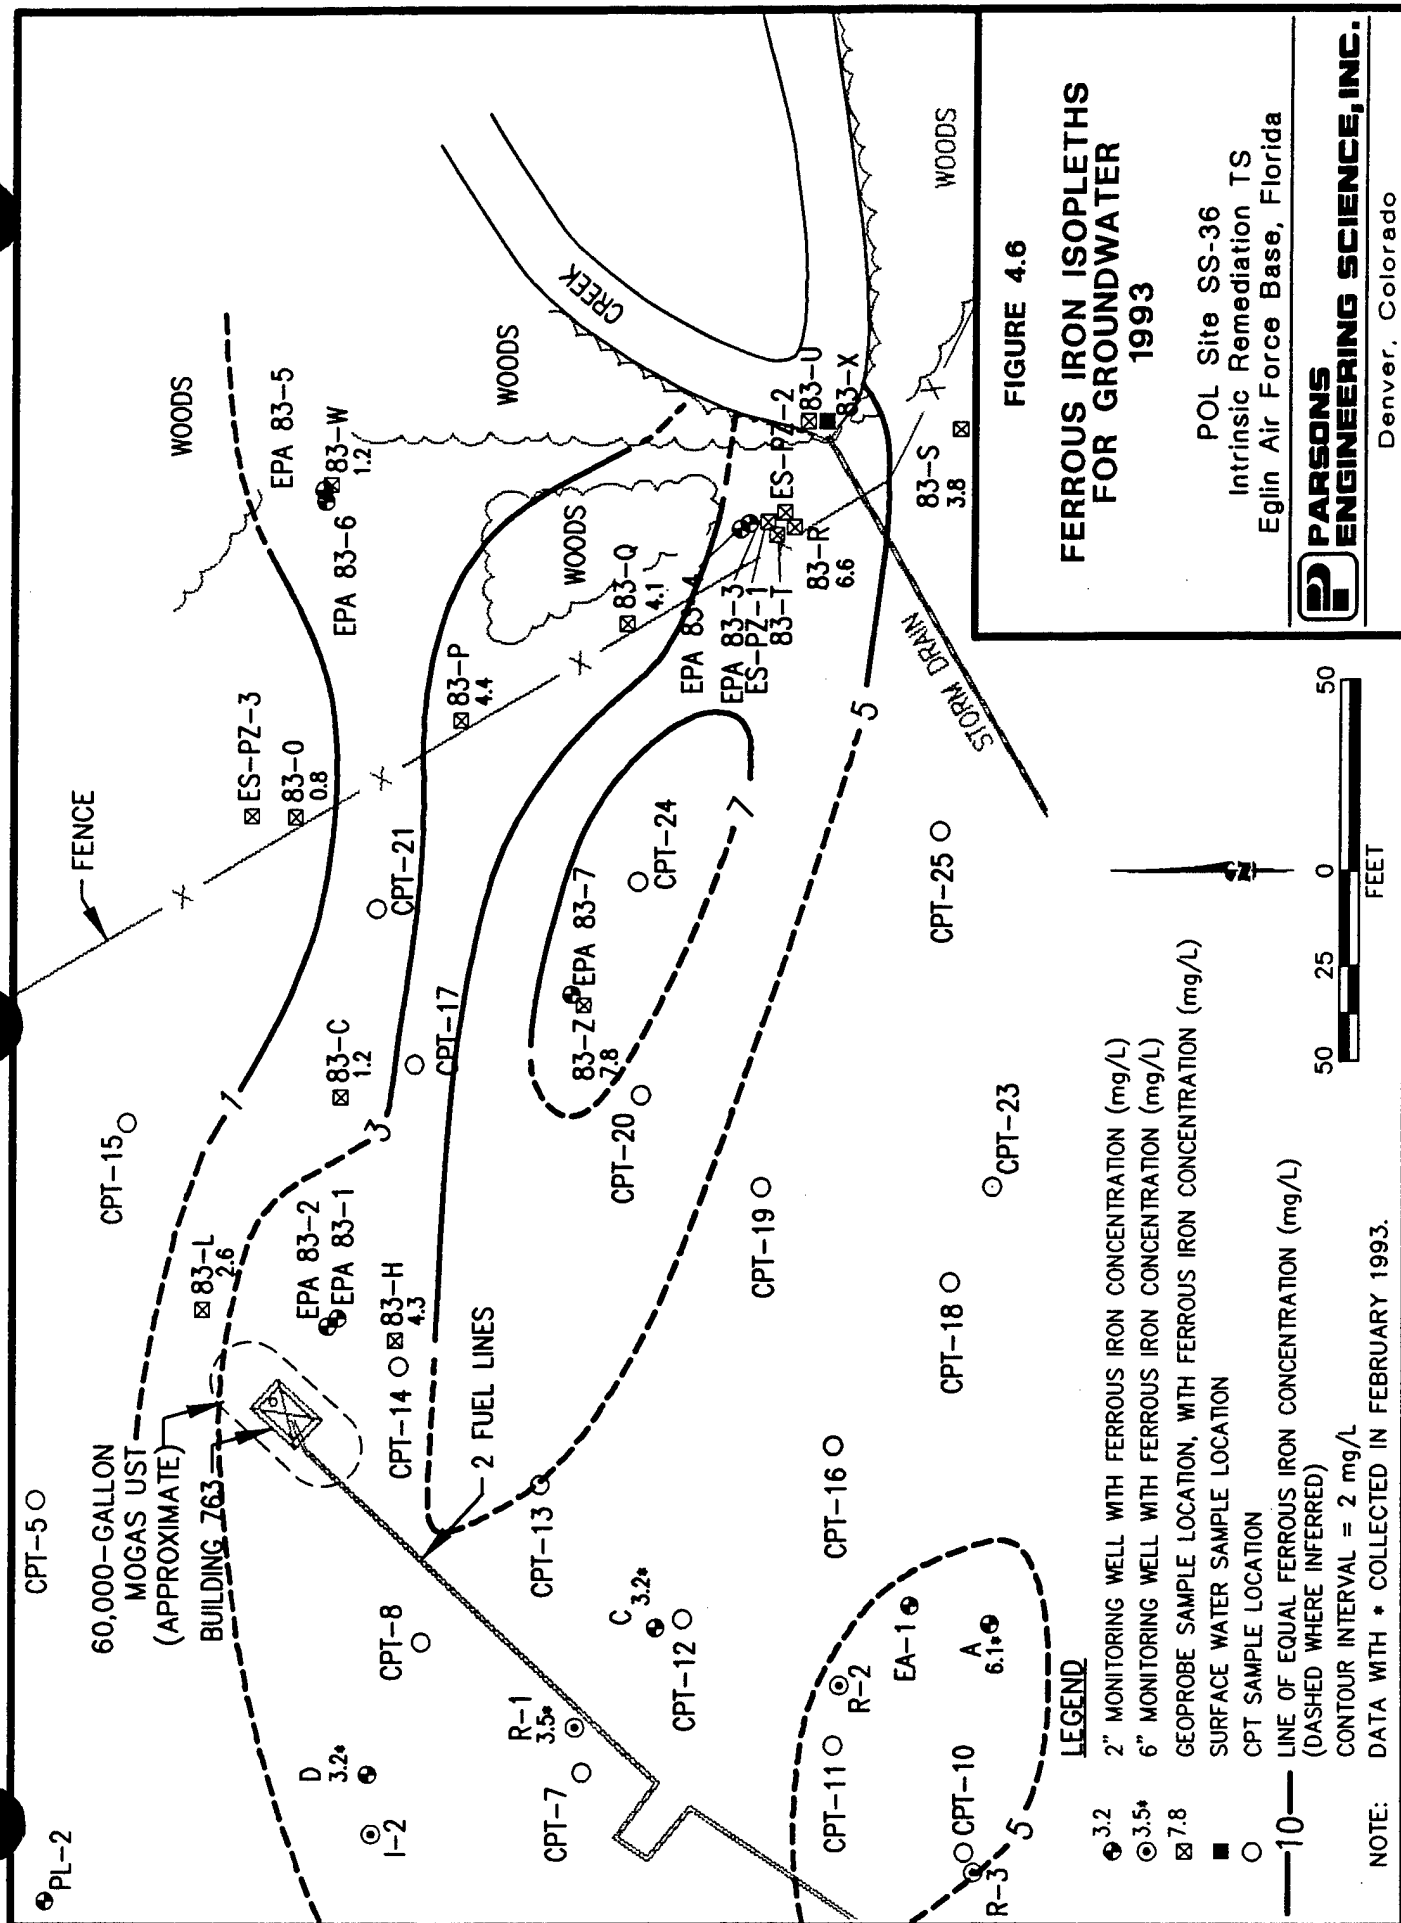 PL-2
CPT-5
60,000-GALLON
MOGAS UST
(APPROXIMATE)
BUILDING 763
CPT-15
FENCE
83-L
2.6
EPA 83-2
EPA 83-1
D
3.2*
I-2
CPT-8
CPT-14
83-H
4.3
2 FUEL LINES
1
3
83-C
1.2
CPT-17
CPT-21
ES-PZ-3
83-O
0.8
83-P
4.4
EPA 83-6
EPA 83-5
83-W
1.2
WOODS
WOODS
WOODS
WOODS
CREEK
83-Q
4.1
EPA 83-4
EPA 83-3
ES-PZ-1
83-T
83-R
6.6
ES-PZ-2
83-U
83-X
83-S
3.8
STORM DRAIN
R-1
3.5*
CPT-7
C
3.2*
CPT-12
CPT-13
83-Z
7.8
EPA 83-7
CPT-20
CPT-24
7
5
CPT-19
CPT-25
CPT-11
R-2
EA-1
A
6.1*
CPT-10
R-3
5
CPT-16
CPT-18
CPT-23
LEGEND
3.2 2" MONITORING WELL WITH FERROUS IRON CONCENTRATION (mg/L)
3.5* 6" MONITORING WELL WITH FERROUS IRON CONCENTRATION (mg/L)
7.8 GEOPROBE SAMPLE LOCATION, WITH FERROUS IRON CONCENTRATION (mg/L)
SURFACE WATER SAMPLE LOCATION
CPT SAMPLE LOCATION
10 LINE OF EQUAL FERROUS IRON CONCENTRATION (mg/L)
(DASHED WHERE INFERRED)
CONTOUR INTERVAL = 2 mg/L
NOTE: DATA WITH * COLLECTED IN FEBRUARY 1993.
N
50 25 0 50
FEET
FIGURE 4.6
FERROUS IRON ISOPLETHS
FOR GROUNDWATER
1993
POL Site SS-36
Intrinsic Remediation TS
Eglin Air Force Base, Florida
PARSONS
ENGINEERING SCIENCE, INC.
Denver, Colorado